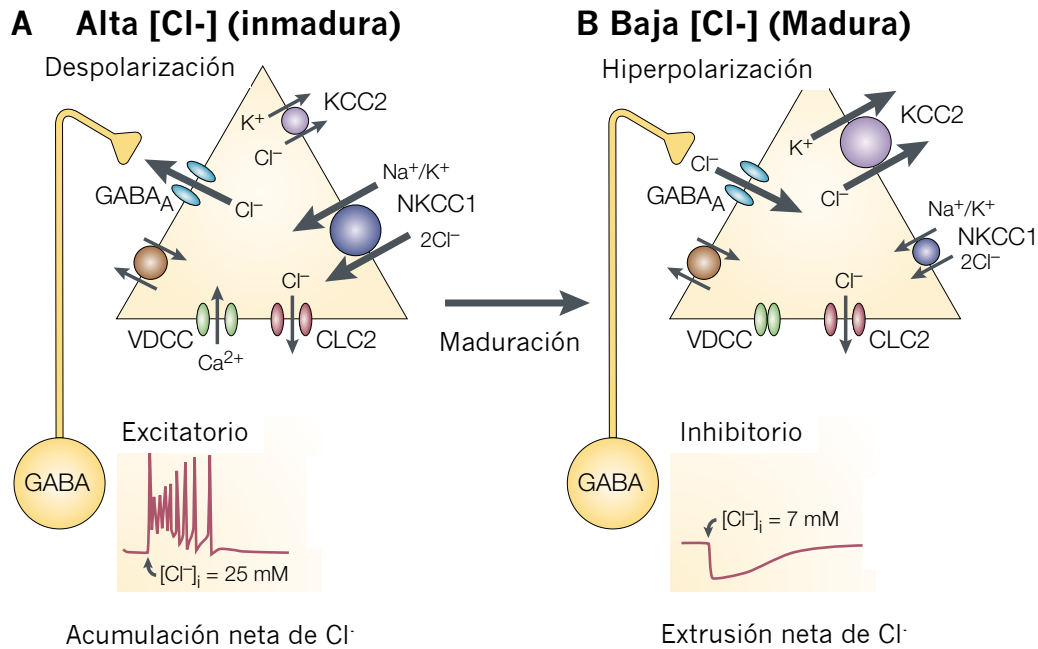 A Alta [Cl-] (inmadura)
Despolarización
KCC2
K⁺
Cl⁻
GABA_A
Cl⁻
Na⁺/K⁺
NKCC1
2Cl⁻
Cl⁻
VDCC
Ca²⁺
CLC2
GABA
Excitatorio
[Cl⁻]ᵢ = 25 mM
Acumulación neta de Cl⁻
Maduración
B Baja [Cl-] (Madura)
Hiperpolarización
KCC2
K⁺
Cl⁻
Cl⁻
GABA_A
Na⁺/K⁺
NKCC1
2Cl⁻
Cl⁻
VDCC
CLC2
GABA
Inhibitorio
[Cl⁻]ᵢ = 7 mM
Extrusión neta de Cl⁻